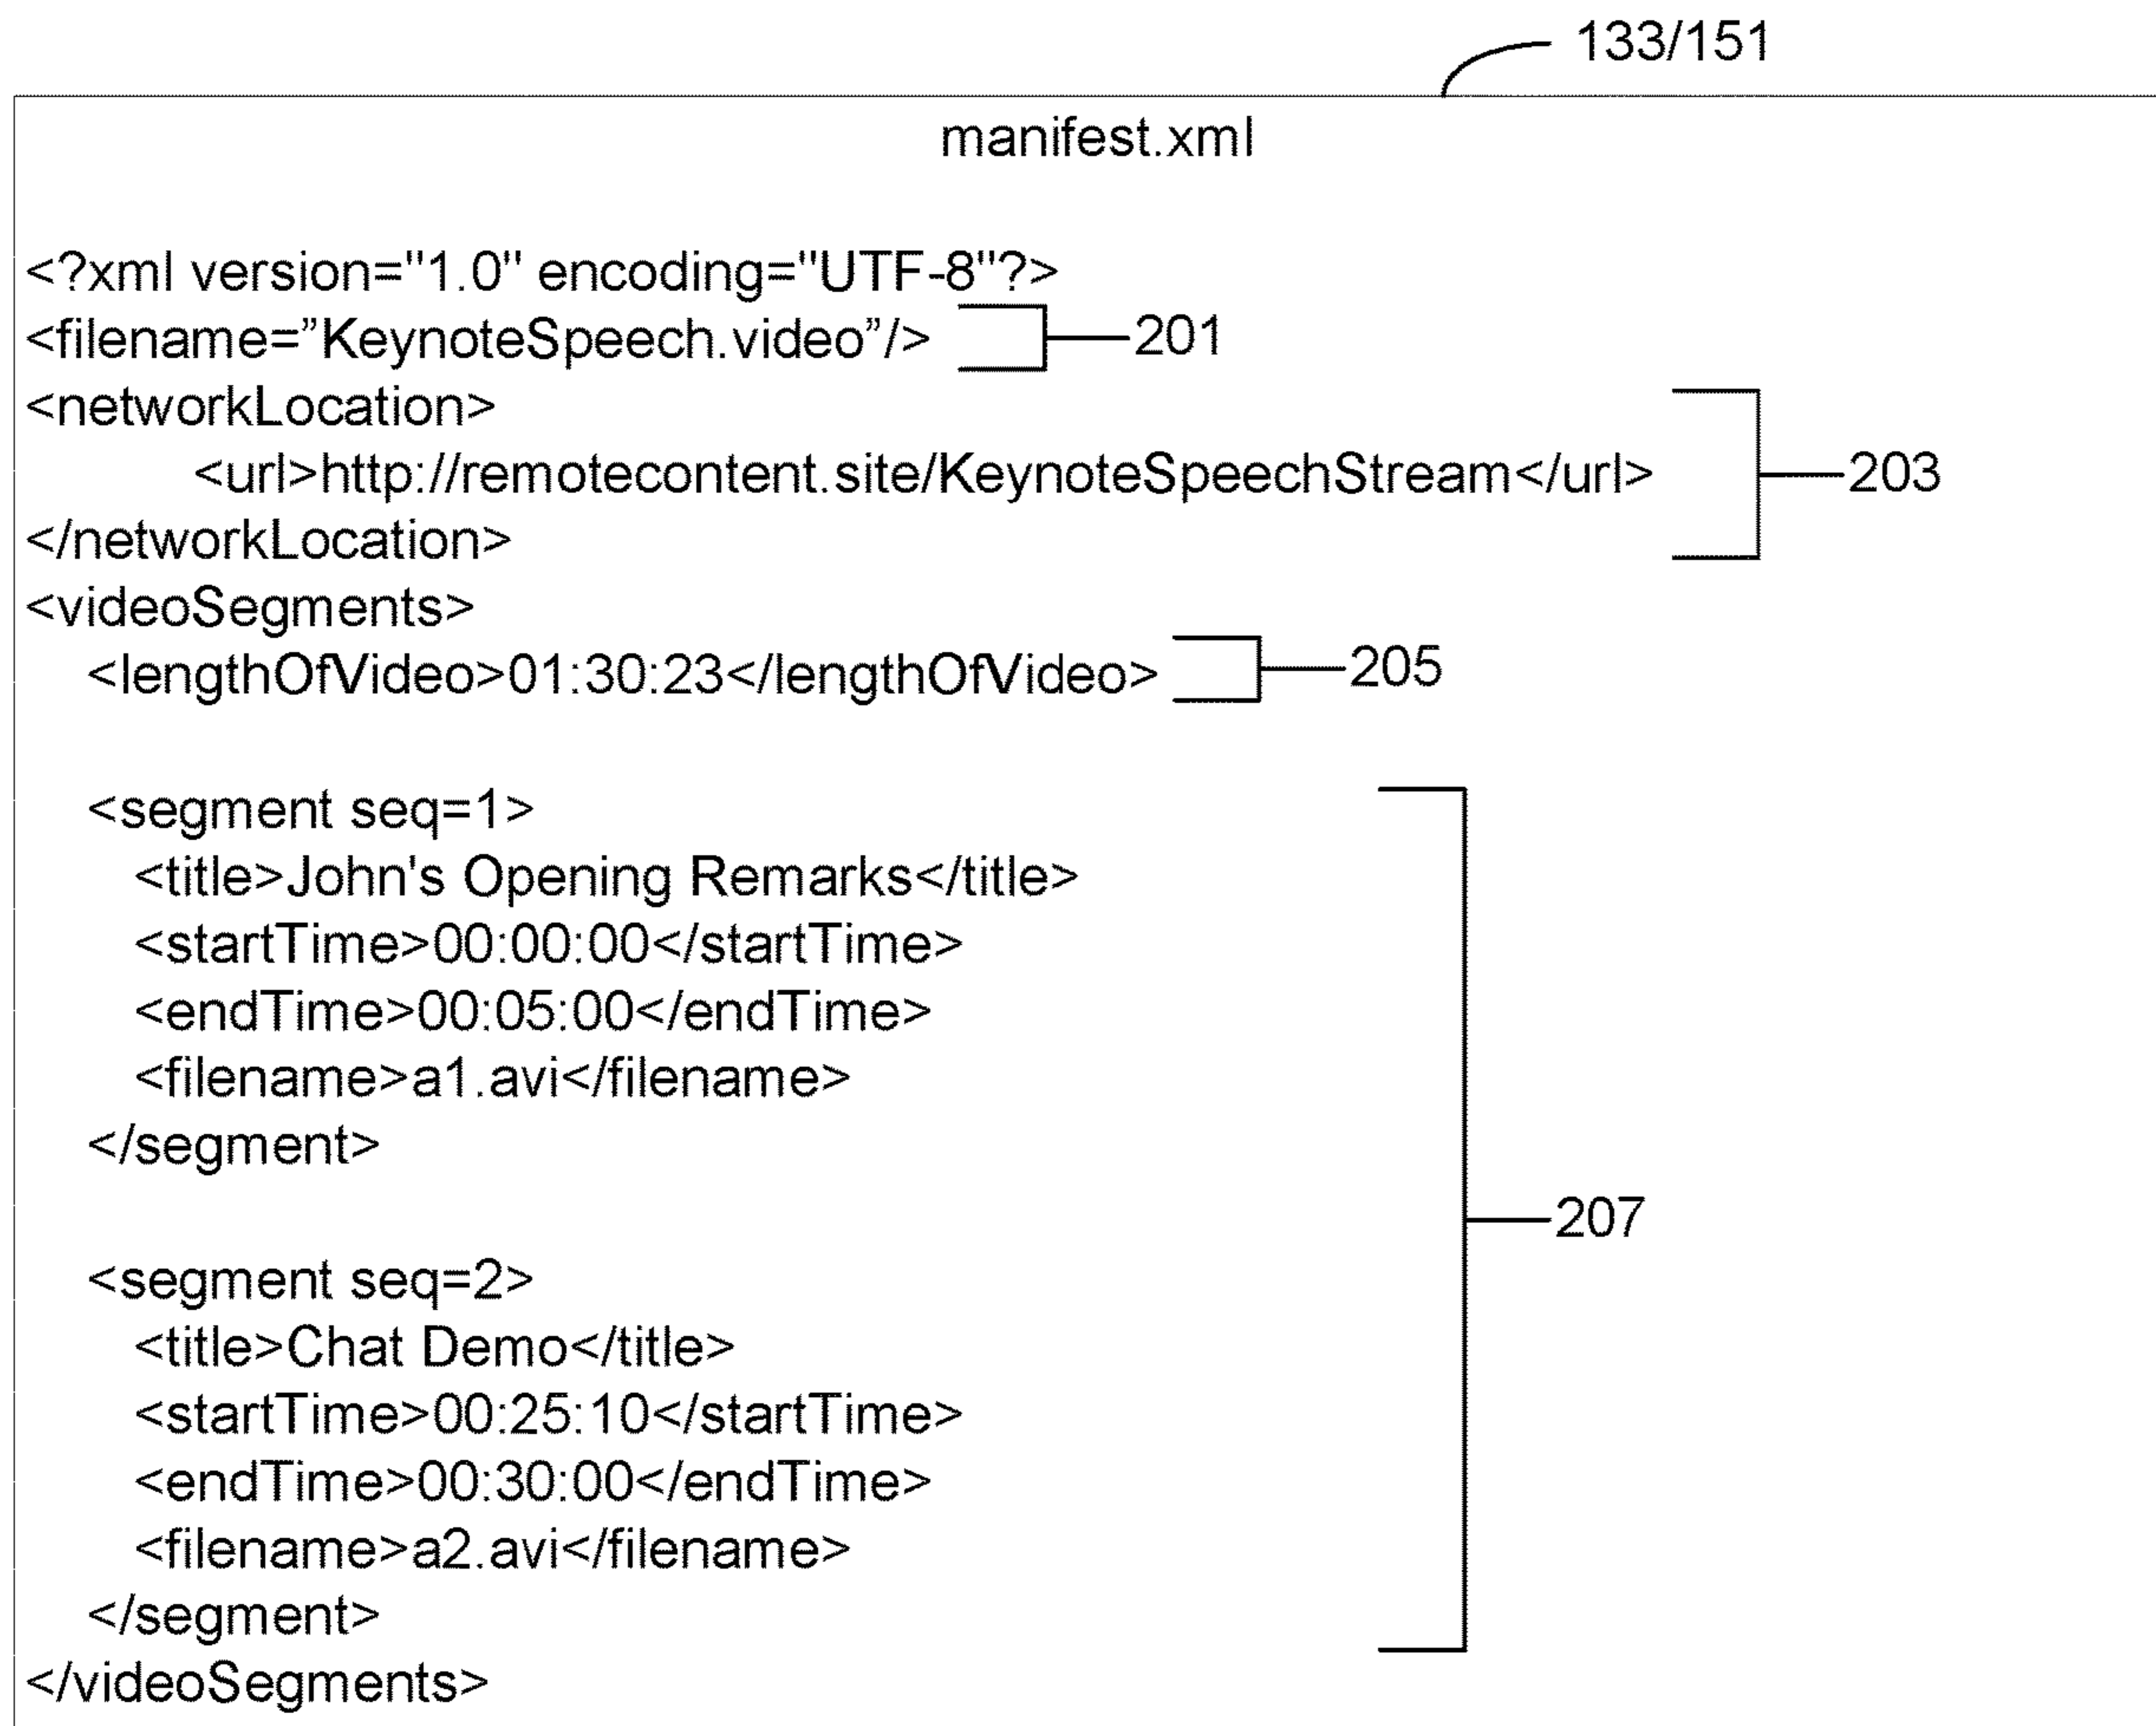 133/151
manifest.xml
<?xml version="1.0" encoding="UTF-8"?>
<filename=”KeynoteSpeech.video”/>
201
<networkLocation>
<url>http://remotecontent.site/KeynoteSpeechStream</url>
203
</networkLocation>
<videoSegments>
<lengthOfVideo>01:30:23</lengthOfVideo>
205
<segment seq=1>
<title>John's Opening Remarks</title>
<startTime>00:00:00</startTime>
<endTime>00:05:00</endTime>
<filename>a1.avi</filename>
</segment>
207
<segment seq=2>
<title>Chat Demo</title>
<startTime>00:25:10</startTime>
<endTime>00:30:00</endTime>
<filename>a2.avi</filename>
</segment>
</videoSegments>